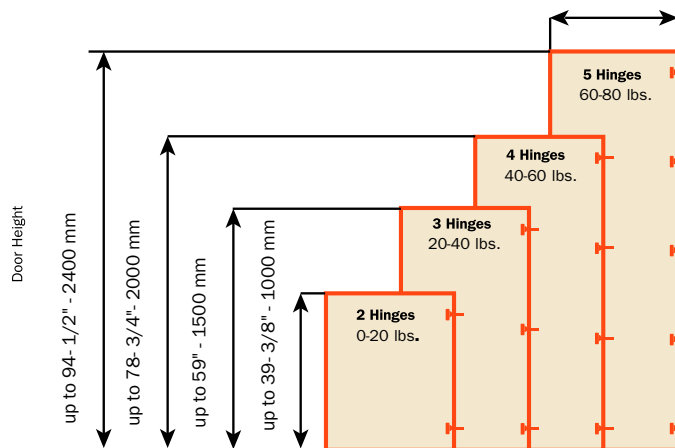 5 Hinges
60-80 lbs.
4 Hinges
40-60 lbs.
3 Hinges
20-40 lbs.
2 Hinges
0-20 lbs.
Door Height
up to 94- 1/2" - 2400 mm
up to 78- 3/4"- 2000 mm
up to 59" - 1500 mm
up to 39- 3/8" - 1000 mm